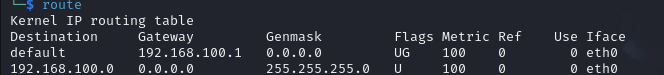 └─$ route
Kernel IP routing table
Destination     Gateway         Genmask         Flags Metric Ref    Use Iface
default         192.168.100.1   0.0.0.0         UG    100    0        0 eth0
192.168.100.0   0.0.0.0         255.255.255.0   U     100    0        0 eth0